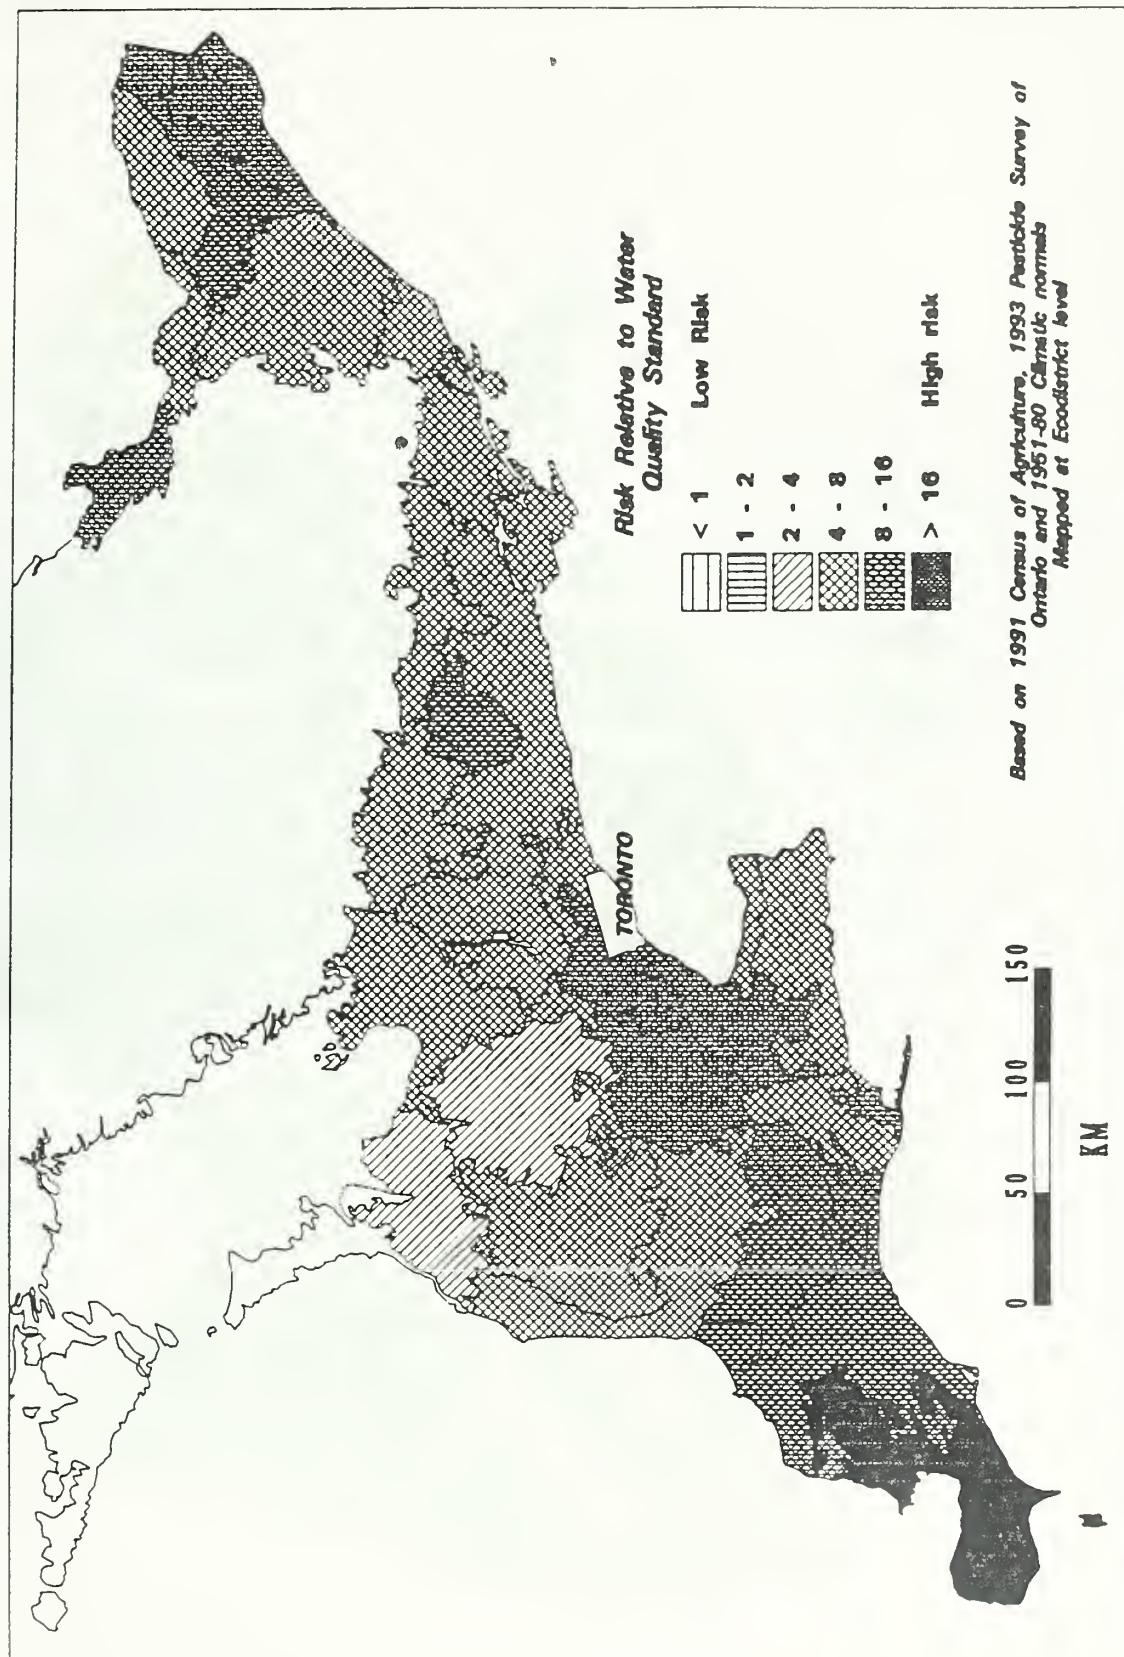 Risk Relative to Water
Quality Standard
< 1 Low Risk
1 - 2
2 - 4
4 - 8
8 - 16
> 16 High risk
TORONTO
Based on 1991 Census of Agriculture, 1993 Pesticide Survey of
Ontario and 1951-80 Climatic normals
Mapped at Ecodistrict level
0 50 100 150
KM